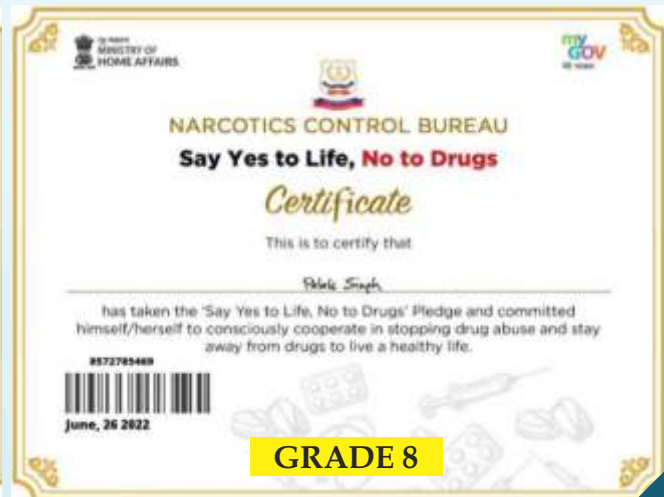 MINISTRY OF
HOME AFFAIRS
my
GOV
NARCOTICS CONTROL BUREAU
Say Yes to Life, No to Drugs
Certificate
This is to certify that
Singh
has taken the 'Say Yes to Life, No to Drugs' Pledge and committed
himself/herself to consciously cooperate in stopping drug abuse and stay
away from drugs to live a healthy life.
8572785469
June, 26 2022
GRADE 8